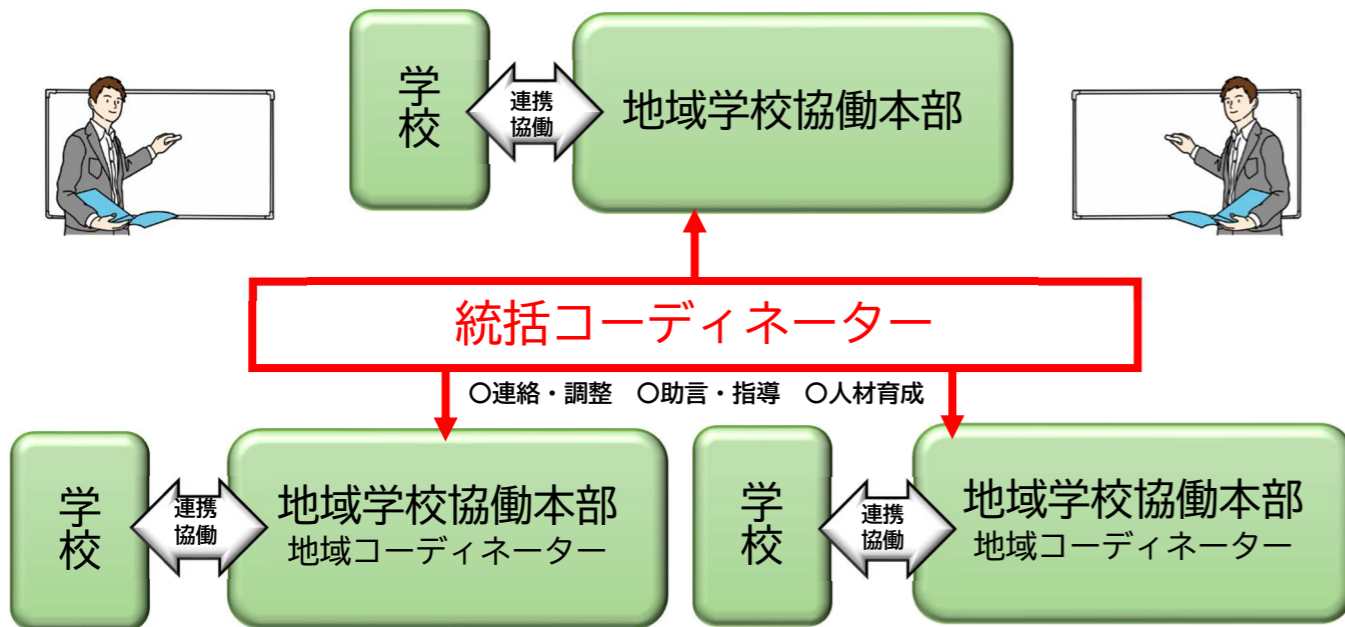 学校
連携
協働
地域学校協働本部
統括コーディネーター
〇連絡・調整　〇助言・指導　〇人材育成
学校
連携
協働
地域学校協働本部
地域コーディネーター
学校
連携
協働
地域学校協働本部
地域コーディネーター